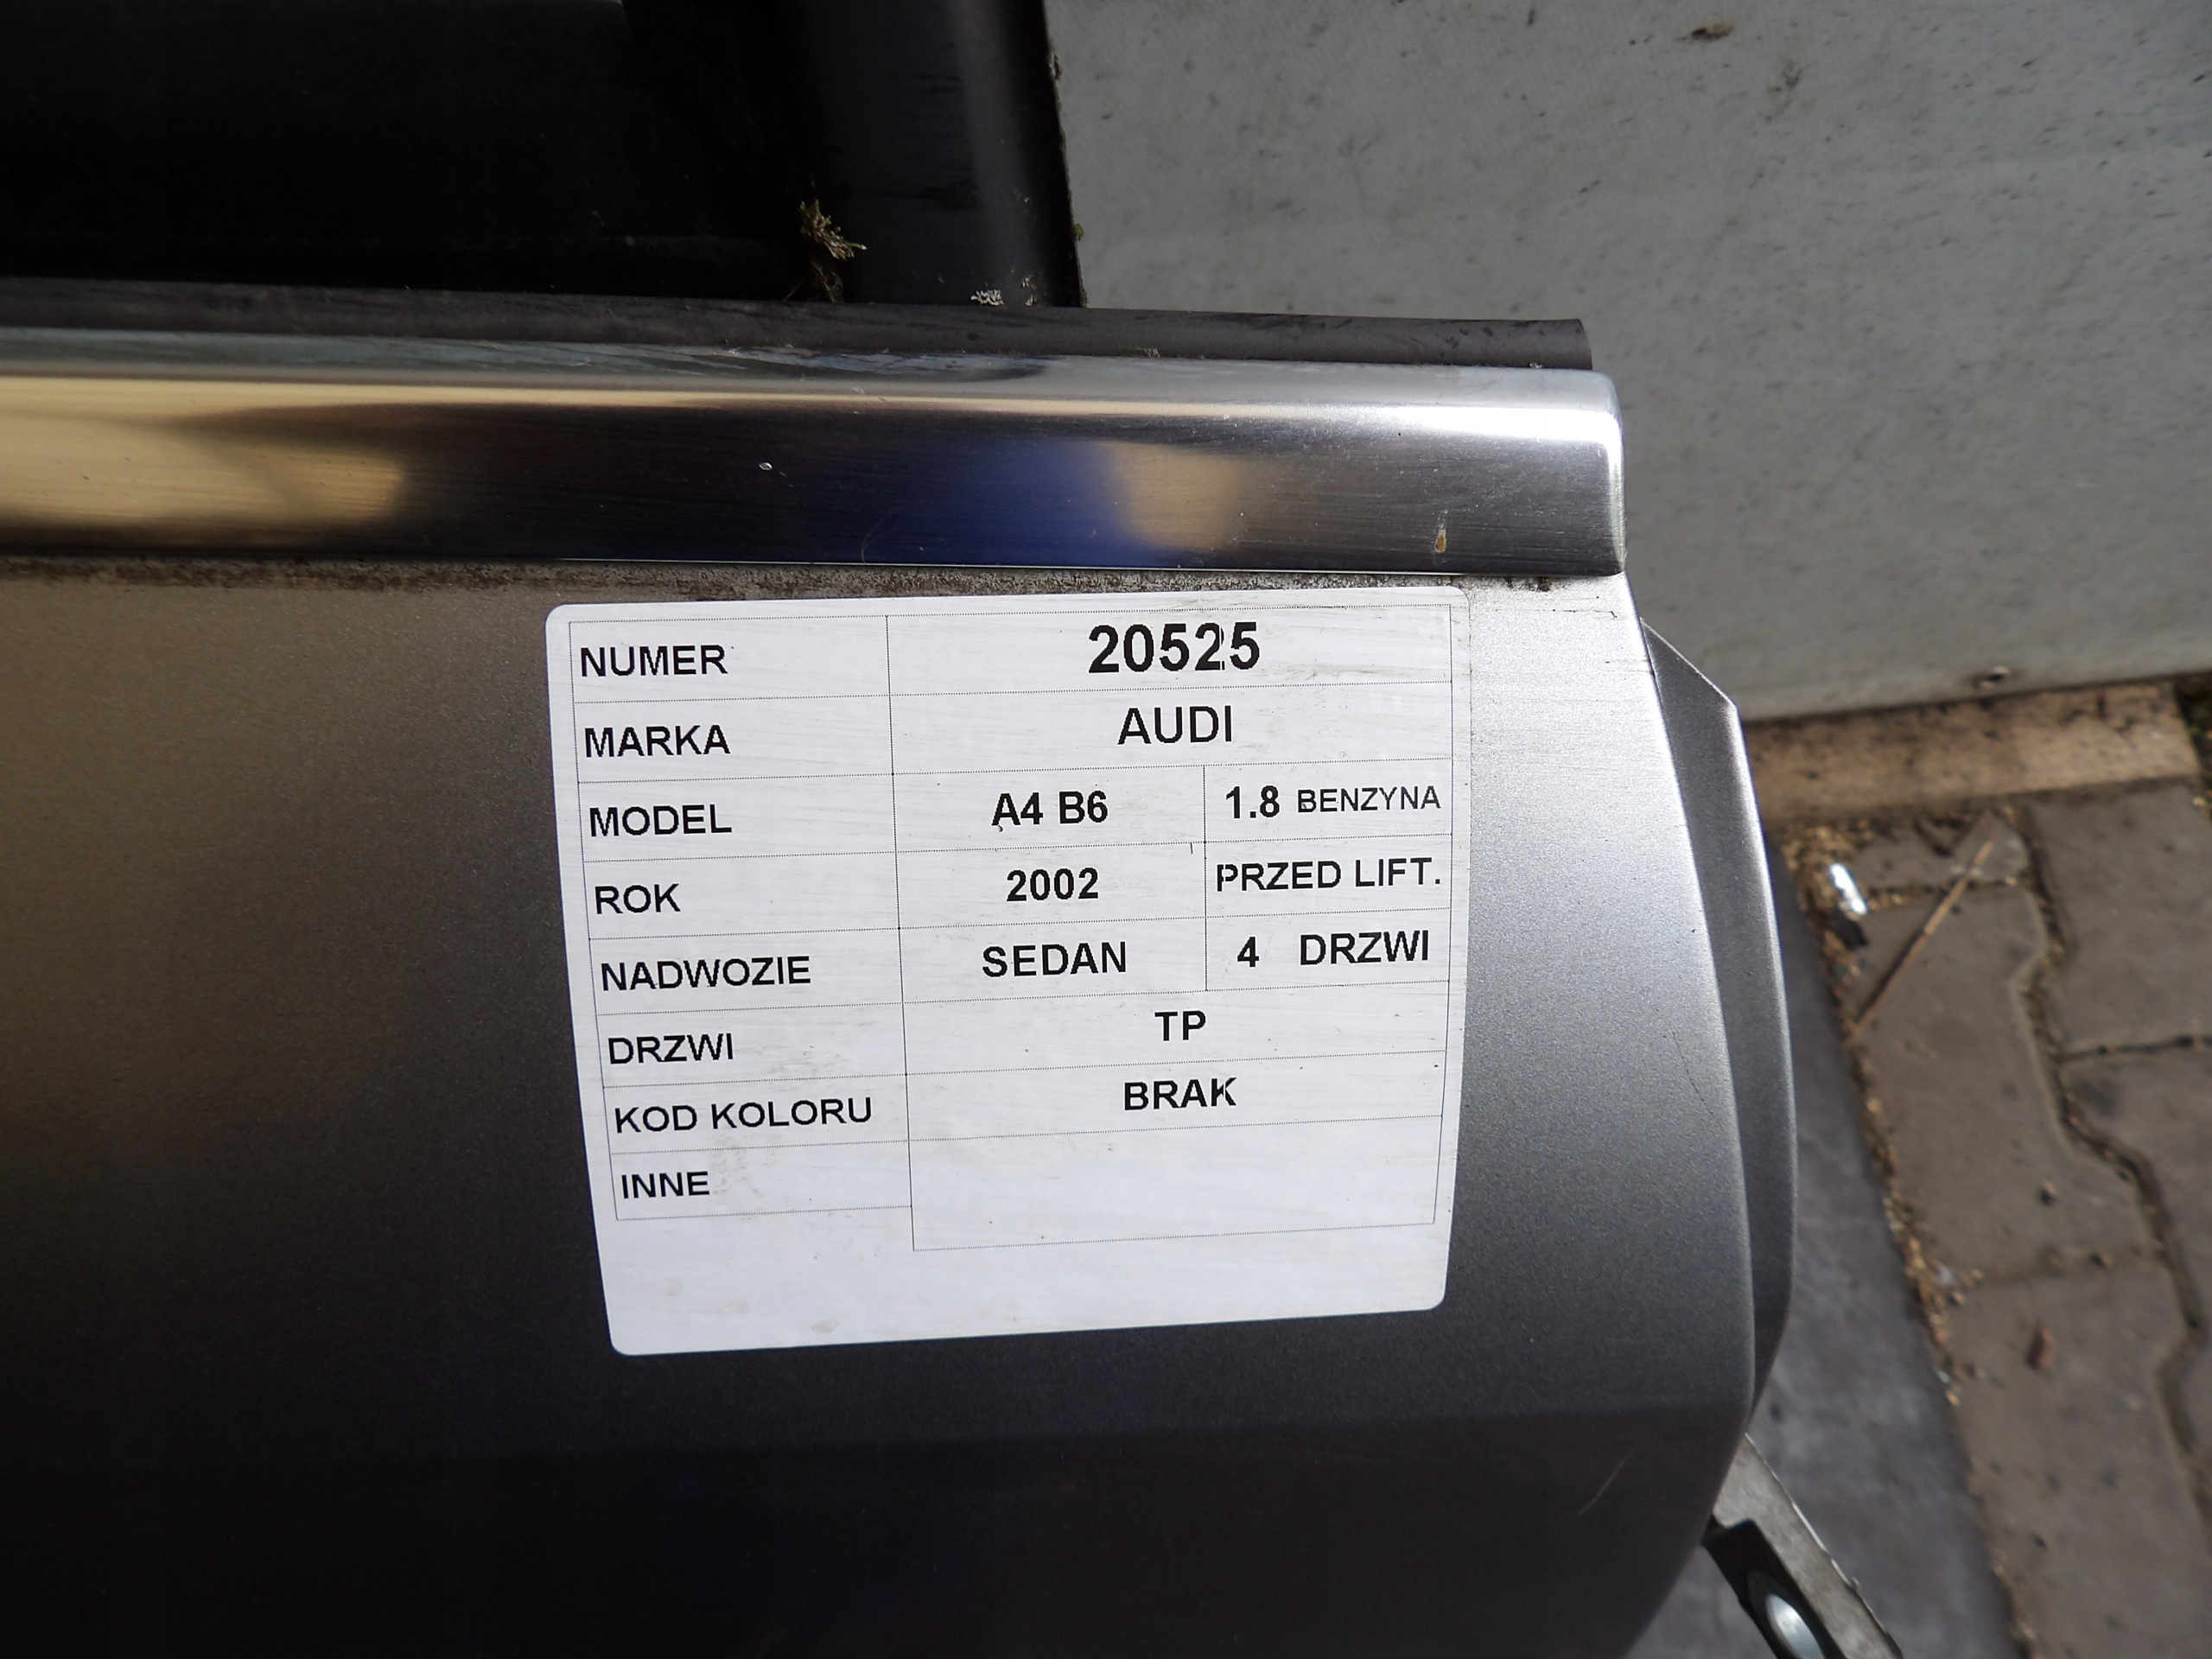 NUMER 20525
MARKA AUDI
MODEL A4 B6 1.8 BENZYNA
ROK 2002 PRZED LIFT.
NADWOZIE SEDAN 4 DRZWI
DRZWI TP
KOD KOLORU BRAK
INNE